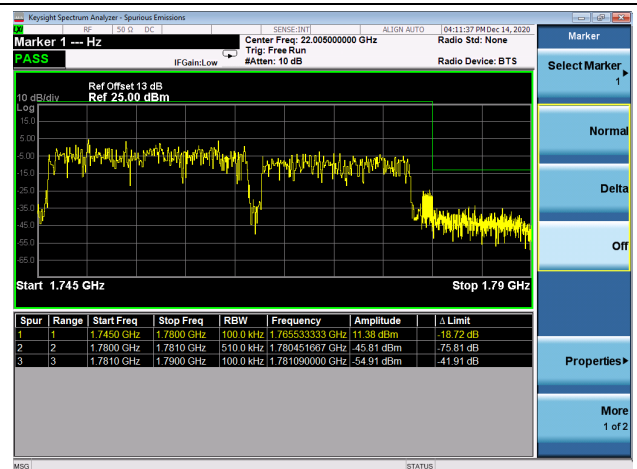 Keysight Spectrum Analyzer - Spurious Emissions
RF 50 Ω DC SENSE:INT ALIGN AUTO 04:11:37 PM Dec 14, 2020
Marker 1 --- Hz
Center Freq: 22.005000000 GHz
Radio Std: None
Trig: Free Run
PASS
IFGain:Low
#Atten: 10 dB
Radio Device: BTS
Ref Offset 13 dB
10 dB/div Ref 25.00 dBm
Log
15.0
5.00
-5.00
-15.0
-25.0
-35.0
-45.0
-55.0
-65.0
Start 1.745 GHz Stop 1.79 GHz
Spur Range Start Freq Stop Freq RBW Frequency Amplitude Δ Limit
1 1 1.7450 GHz 1.7800 GHz 100.0 kHz 1.765533333 GHz 11.38 dBm -18.72 dB
2 2 1.7800 GHz 1.7810 GHz 510.0 kHz 1.780451667 GHz -45.81 dBm -75.81 dB
3 3 1.7810 GHz 1.7900 GHz 100.0 kHz 1.781090000 GHz -54.91 dBm -41.91 dB
MSG STATUS
Marker
Select Marker
1
Normal
Delta
Off
Properties
More
1 of 2